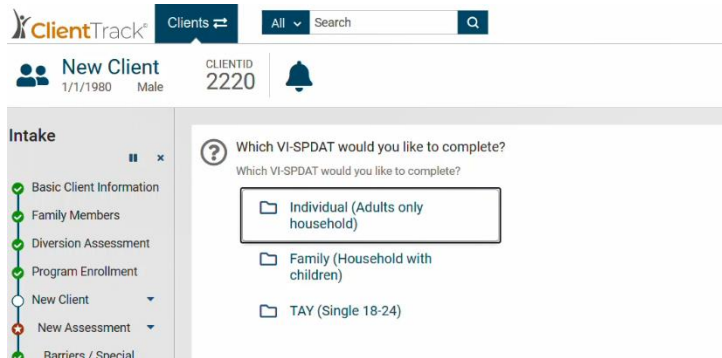 ClientTrack®
Clients
All
Search
New Client
1/1/1980 Male
CLIENTID
2220
Intake
Basic Client Information
Family Members
Diversion Assessment
Program Enrollment
New Client
New Assessment
Barriers / Special
Which VI-SPDAT would you like to complete?
Which VI-SPDAT would you like to complete?
Individual (Adults only
household)
Family (Household with
children)
TAY (Single 18-24)